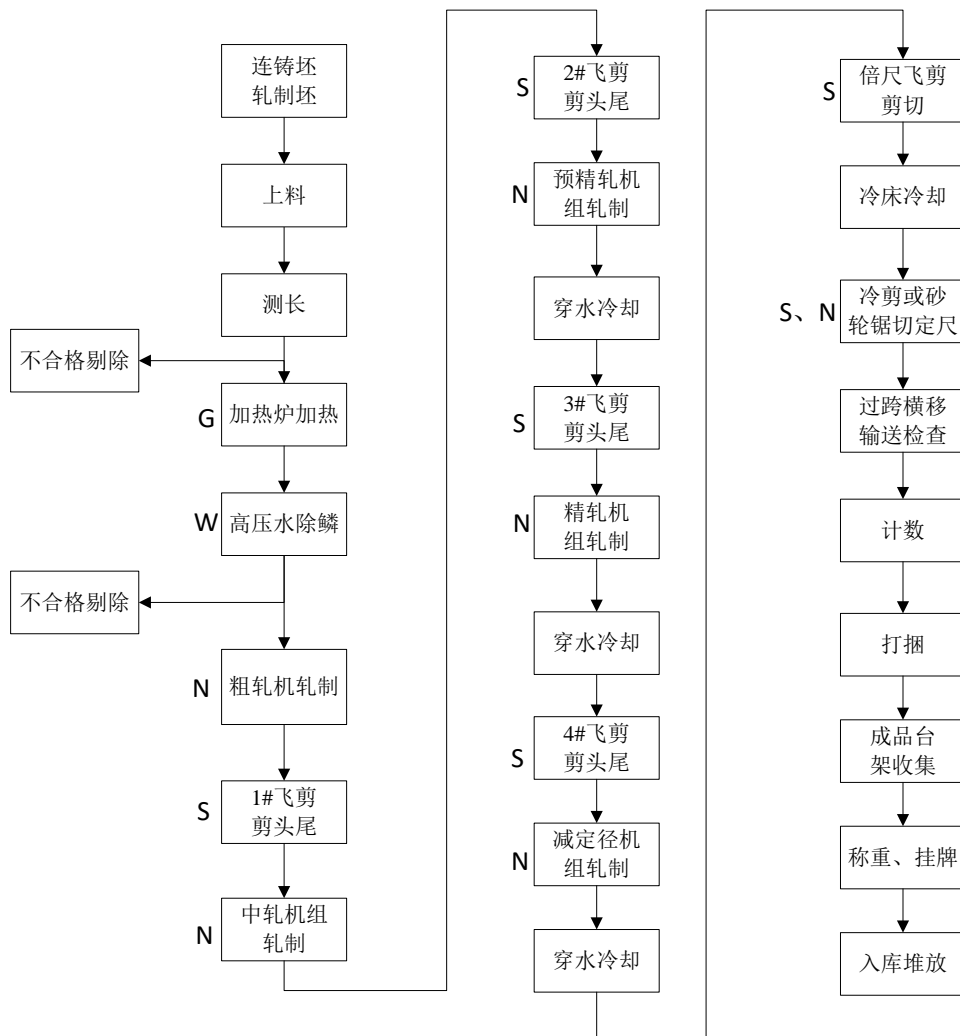 连铸坯
轧制坯
上料
测长
不合格剔除
G
加热炉加热
W
高压水除鳞
不合格剔除
N
粗轧机轧制
S
1#飞剪
剪头尾
N
中轧机组
轧制
S
2#飞剪
剪头尾
N
预精轧机
组轧制
穿水冷却
S
3#飞剪
剪头尾
N
精轧机
组轧制
穿水冷却
S
4#飞剪
剪头尾
N
减定径机
组轧制
穿水冷却
S
倍尺飞剪
剪切
冷床冷却
S、N
冷剪或砂
轮锯切定尺
过跨横移
输送检查
计数
打捆
成品台
架收集
称重、挂牌
入库堆放